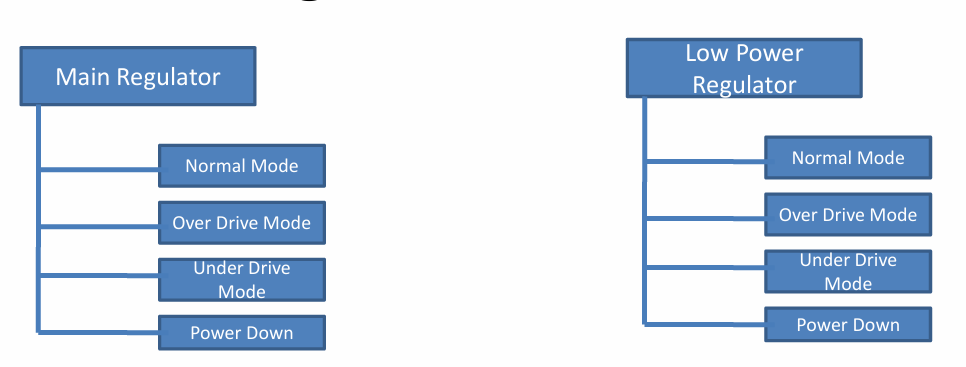 Main Regulator
Normal Mode
Over Drive Mode
Under Drive
Mode
Power Down
Low Power
Regulator
Normal Mode
Over Drive Mode
Under Drive
Mode
Power Down